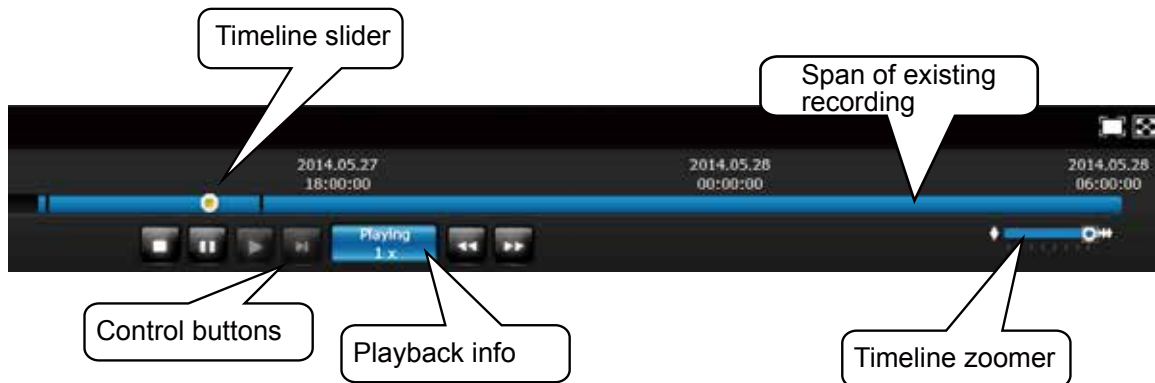 Timeline slider
Span of existing
recording
2014.05.27
18:00:00
2014.05.28
00:00:00
2014.05.28
06:00:00
Playing
1 x
Control buttons
Playback info
Timeline zoomer